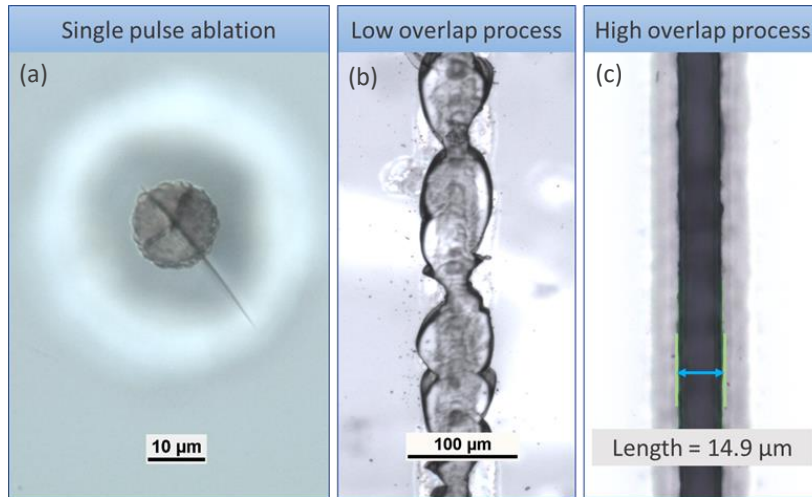 Single pulse ablation
Low overlap process
High overlap process
(a)
(b)
(c)
10 µm
100 µm
Length = 14.9 µm